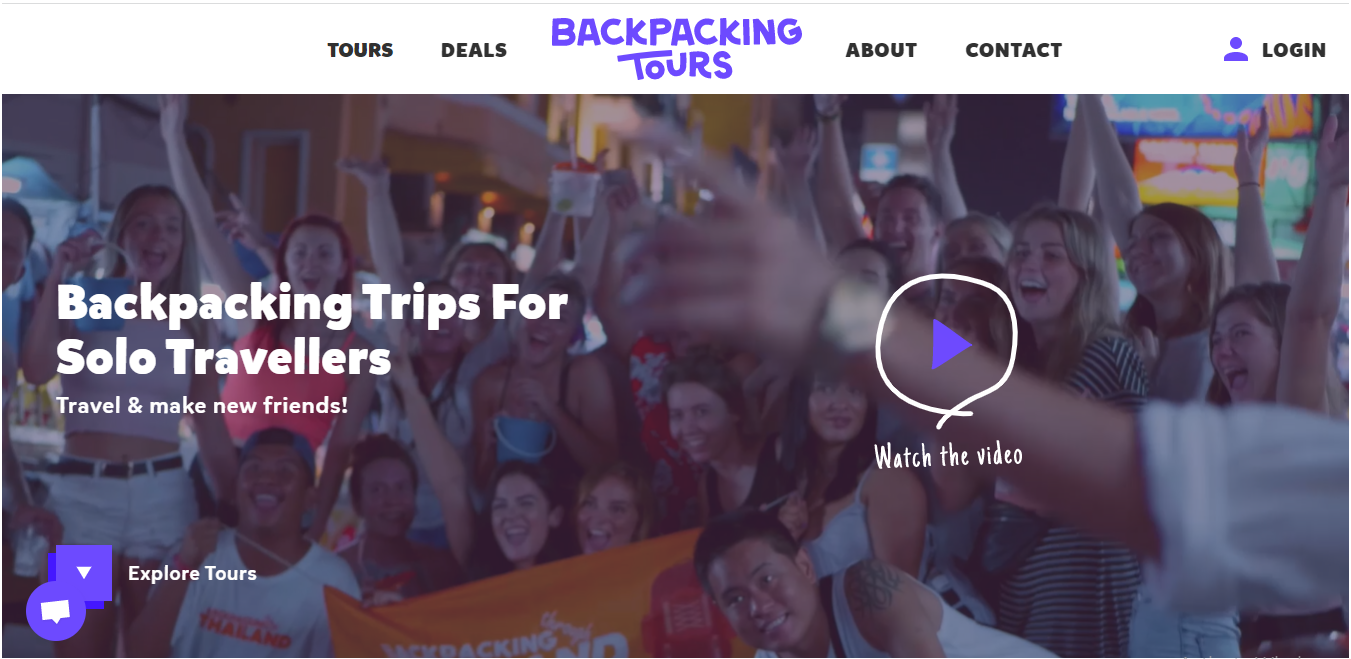 TOURS
DEALS
BACKPACKING
TOURS
ABOUT
CONTACT
LOGIN
Backpacking Trips For
Solo Travellers
Travel & make new friends!
Watch the video
Explore Tours
THAILAND
BACKPACKING